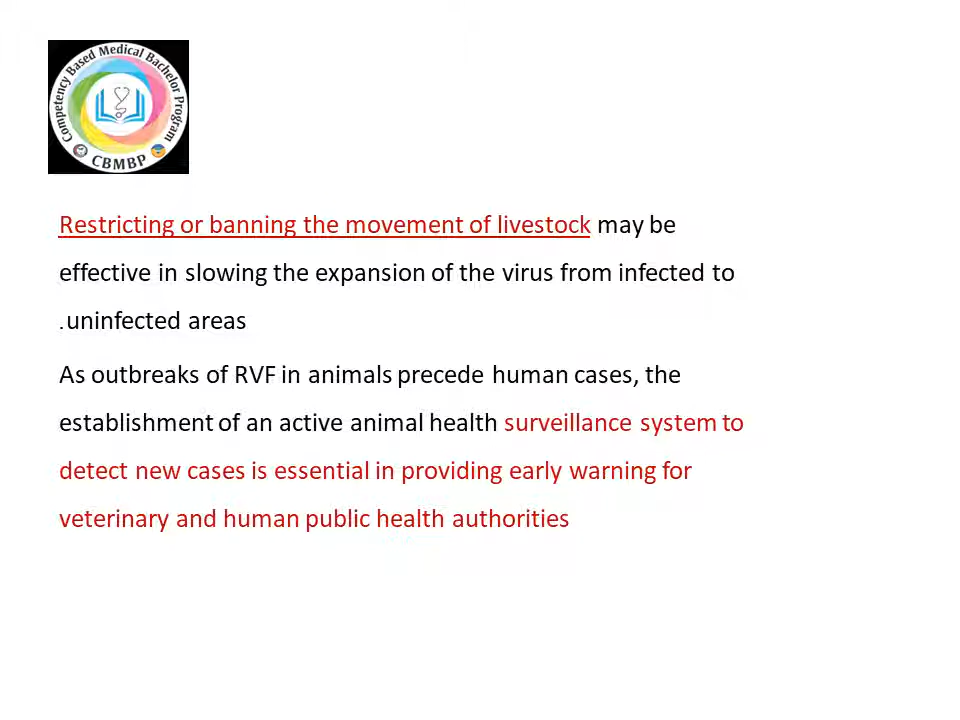 Competency Based Medical Bachelor Program
CBMBP
Restricting or banning the movement of livestock may be
effective in slowing the expansion of the virus from infected to
.uninfected areas
As outbreaks of RVF in animals precede human cases, the
establishment of an active animal health surveillance system to
detect new cases is essential in providing early warning for
veterinary and human public health authorities